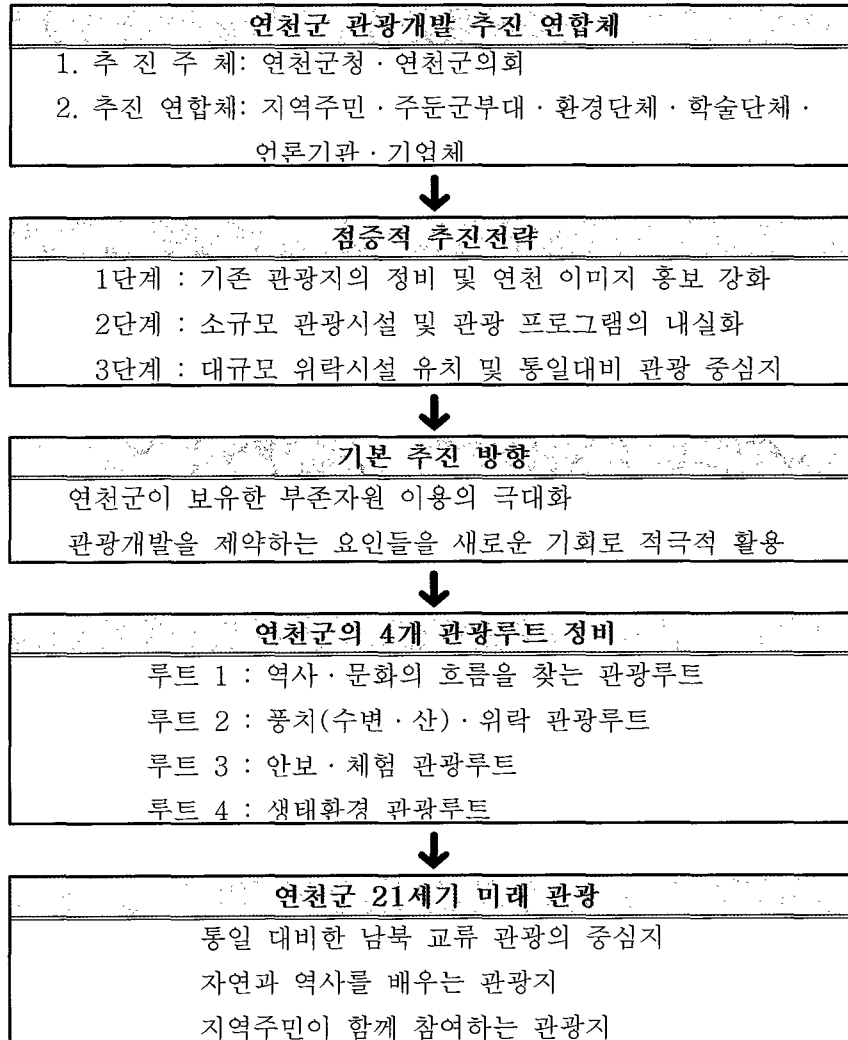 연천군 관광개발 추진 연합체
1. 추 진 주 체: 연천군청 · 연천군의회
2. 추진 연합체: 지역주민 · 주둔군부대 · 환경단체 · 학술단체 ·
언론기관 · 기업체
점증적 추진전략
1단계 : 기존 관광지의 정비 및 연천 이미지 홍보 강화
2단계 : 소규모 관광시설 및 관광 프로그램의 내실화
3단계 : 대규모 위락시설 유치 및 통일대비 관광 중심지
기본 추진 방향
연천군이 보유한 부존자원 이용의 극대화
관광개발을 제약하는 요인들을 새로운 기회로 적극적 활용
연천군의 4개 관광루트 정비
루트 1 : 역사 · 문화의 흐름을 찾는 관광루트
루트 2 : 풍치(수변 · 산) · 위락 관광루트
루트 3 : 안보 · 체험 관광루트
루트 4 : 생태환경 관광루트
연천군 21세기 미래 관광
통일 대비한 남북 교류 관광의 중심지
자연과 역사를 배우는 관광지
지역주민이 함께 참여하는 관광지